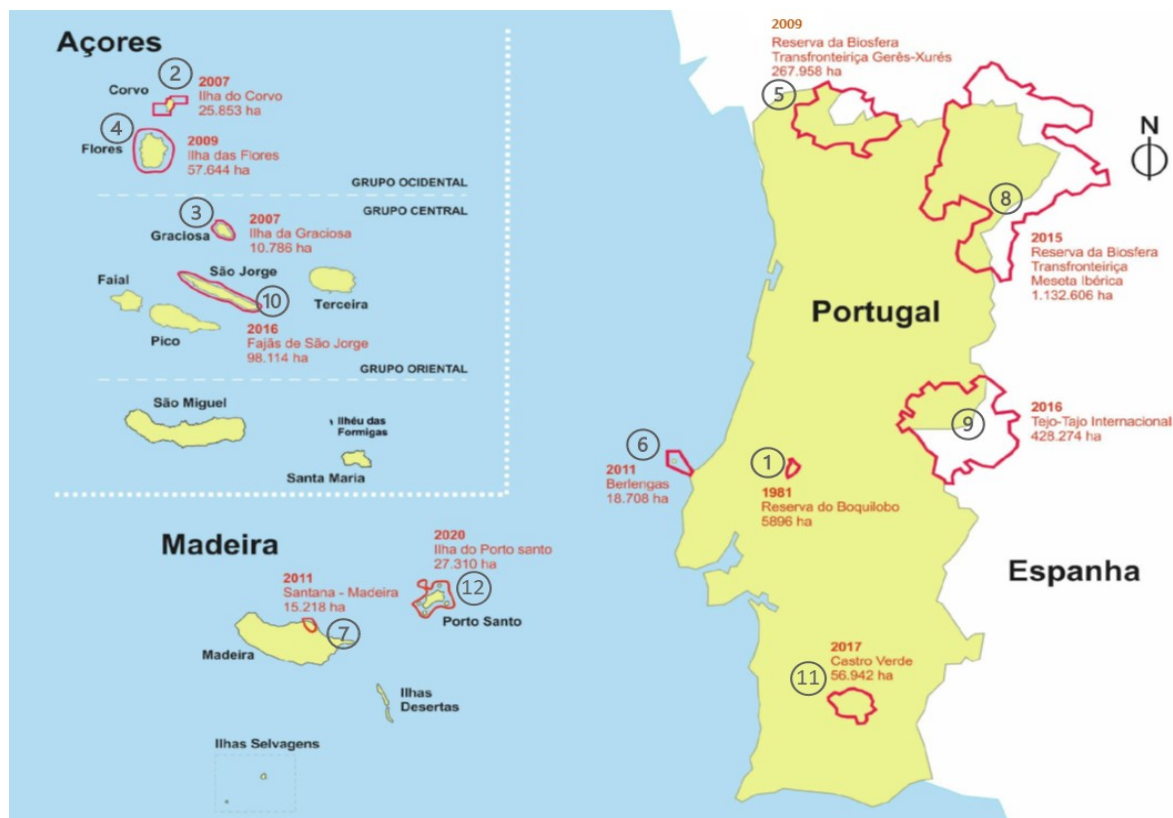 Açores
2
Corvo
2007
Ilha do Corvo
25.853 ha
4
Flores
2009
Ilha das Flores
57.644 ha
GRUPO OCIDENTAL
GRUPO CENTRAL
3
Graciosa
2007
Ilha da Graciosa
10.786 ha
São Jorge
Faial
10
Terceira
Pico
2016
Fajãs de São Jorge
98.114 ha
GRUPO ORIENTAL
São Miguel
Ilhéu das
Formigas
Santa Maria
Madeira
2020
Ilha do Porto santo
27.310 ha
12
Porto Santo
2011
Santana - Madeira
15.218 ha
7
Madeira
Ilhas
Desertas
Ilhas Selvagens
2009
Reserva da Biosfera
Transfronteiriça Gerês-Xurés
267.958 ha
5
N
8
2015
Reserva da Biosfera
Transfronteiriça
Meseta Ibérica
1.132.606 ha
Portugal
9
2016
Tejo-Tajo Internacional
428.274 ha
6
2011
Berlengas
18.708 ha
1
1981
Reserva do Boquilobo
5896 ha
Espanha
2017
Castro Verde
56.942 ha
11